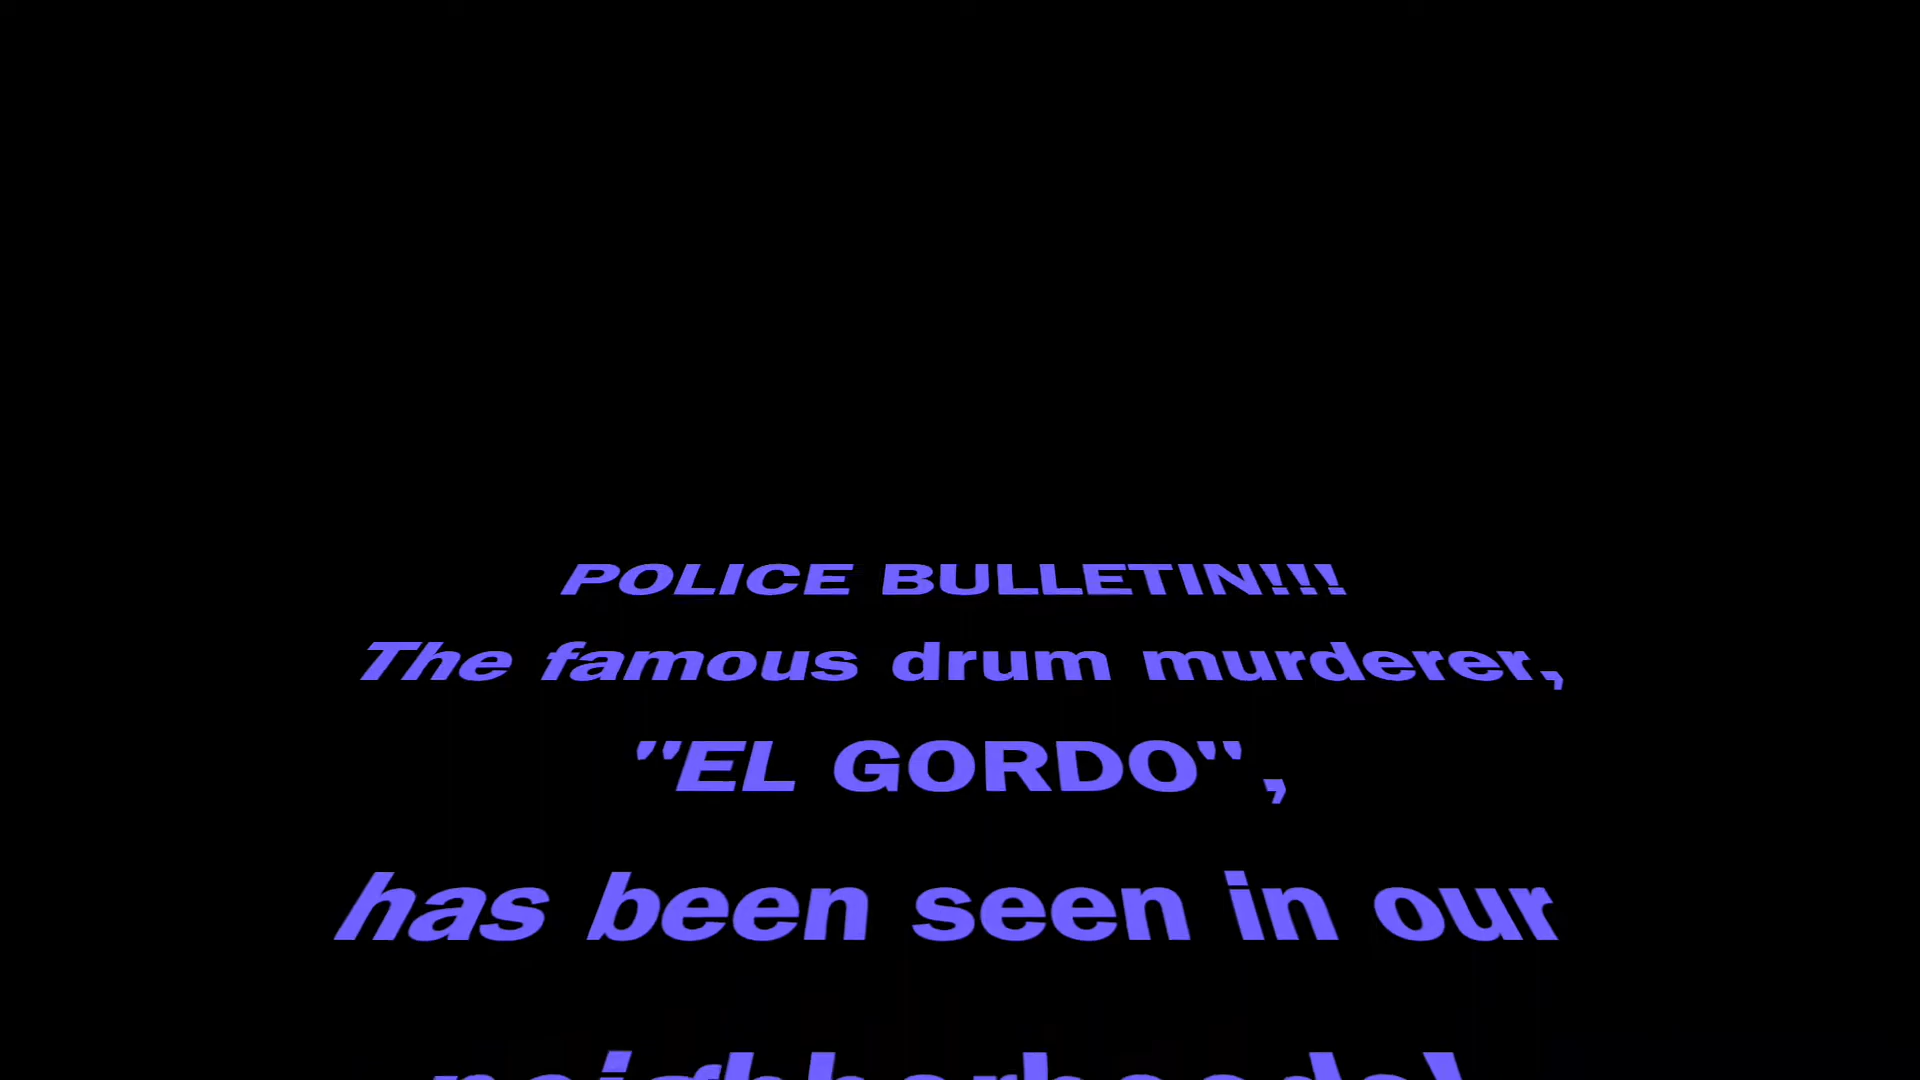 POLICE BULLETIN!!!
The famous drum murderer,
"EL GORDO",
has been seen in our